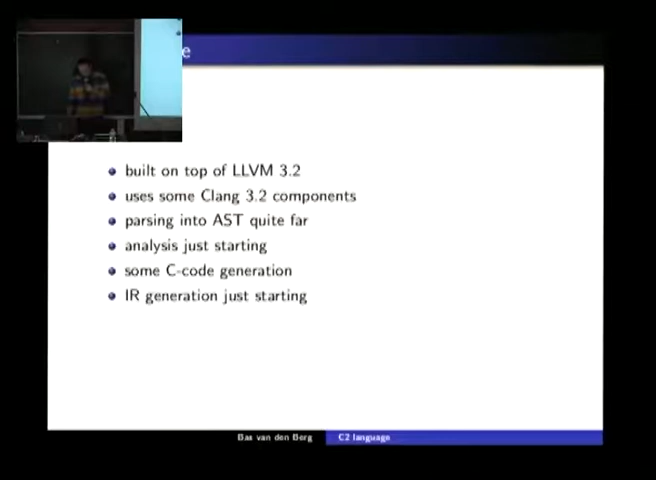 built on top of LLVM 3.2
uses some Clang 3.2 components
parsing into AST quite far
analysis just starting
some C-code generation
IR generation just starting
Bas van den Berg
C2 language